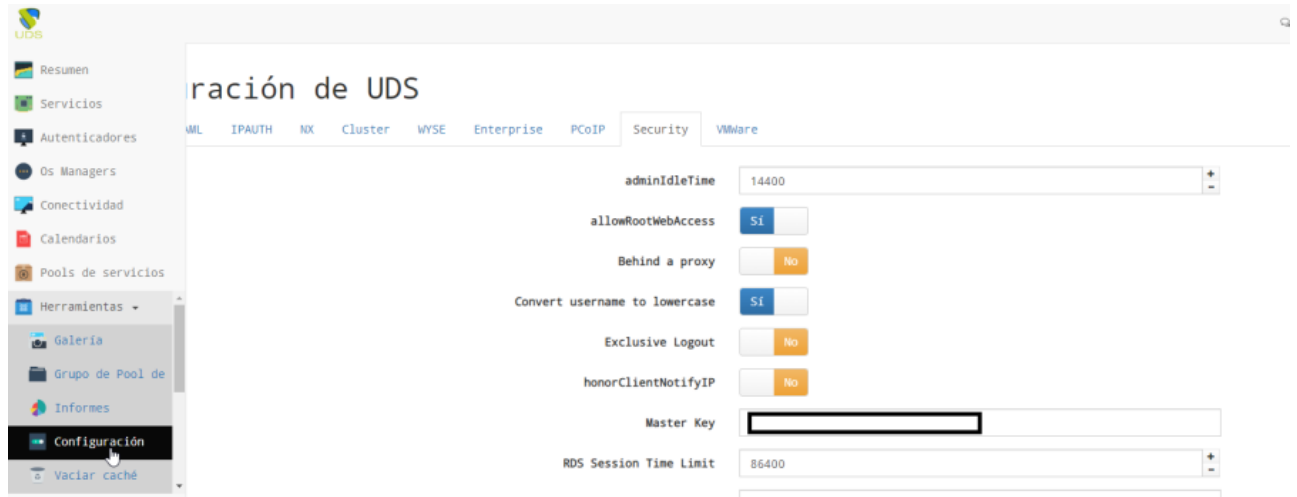 UDS
Resumen
Servicios
Autenticadores
Os Managers
Conectividad
Calendarios
Pools de servicios
Herramientas
Galería
Grupo de Pool de
Informes
Configuración
Vaciar caché
ración de UDS
AML IPAUTH NX Cluster WYSE Enterprise PCoIP Security VMWare
adminIdleTime 14400 + -
allowRootWebAccess Sí
Behind a proxy No
Convert username to lowercase Sí
Exclusive Logout No
honorClientNotifyIP No
Master Key
RDS Session Time Limit 86400 + -